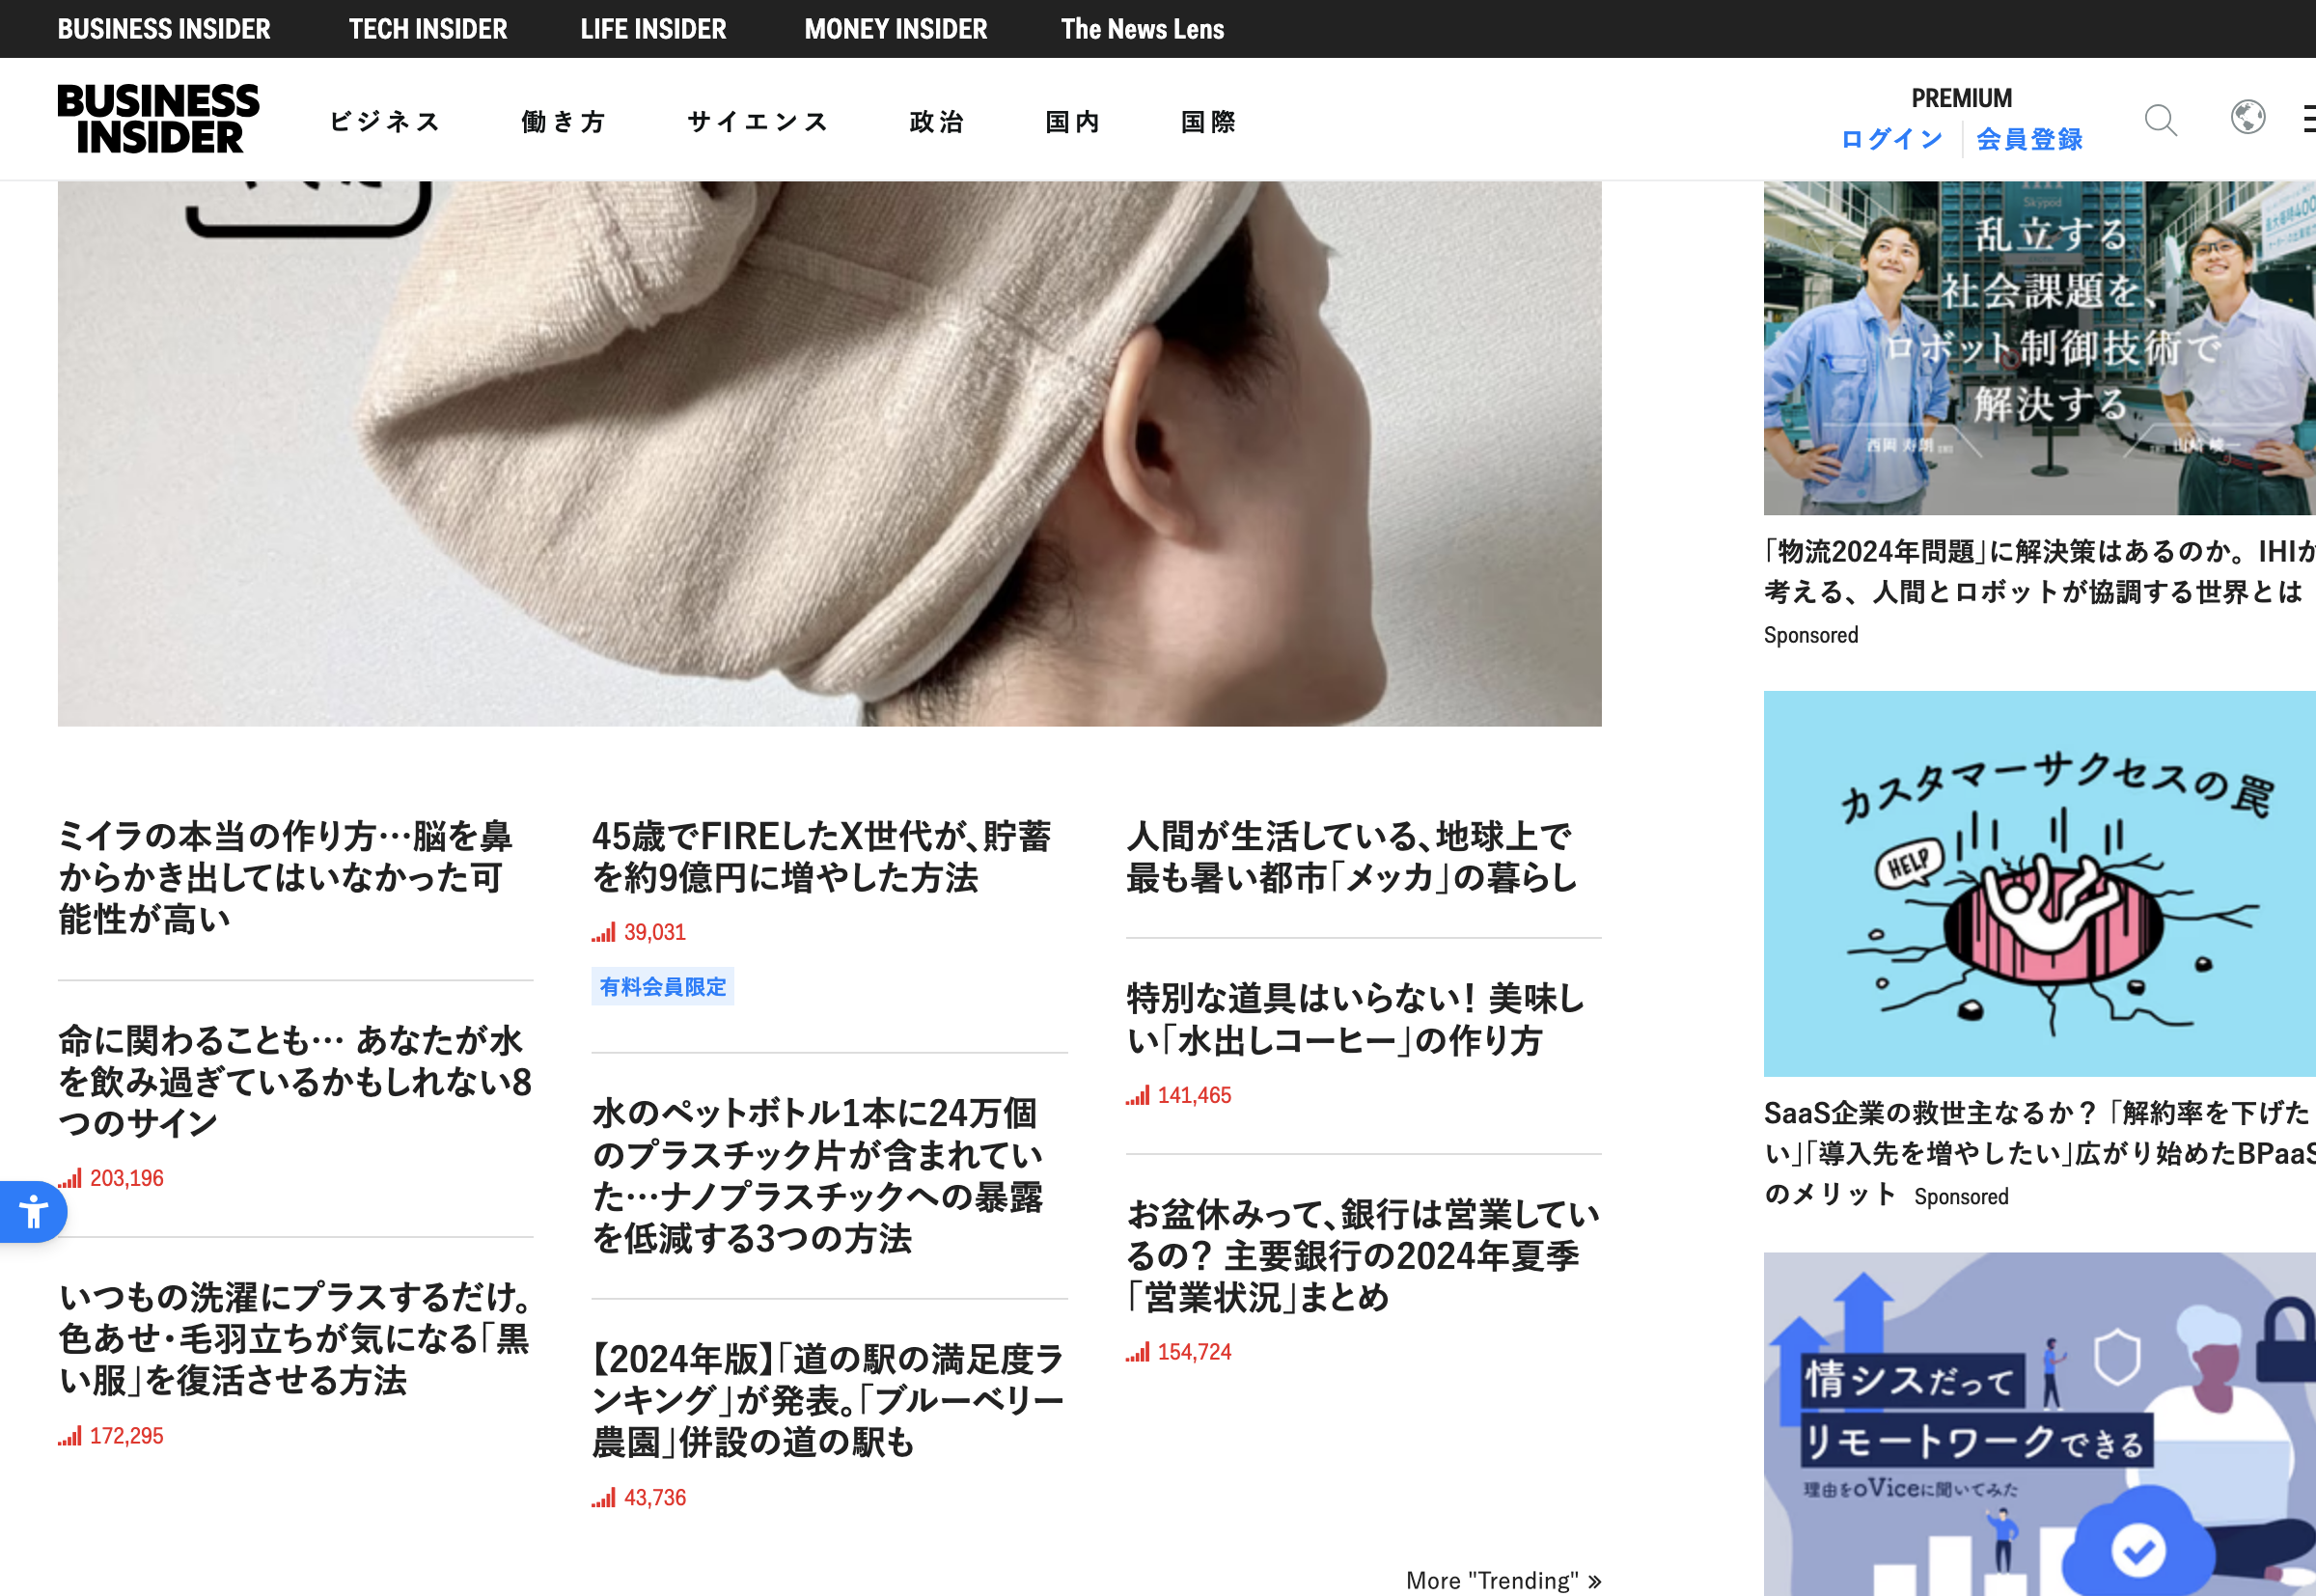 BUSINESS INSIDER
TECH INSIDER
LIFE INSIDER
MONEY INSIDER
The News Lens
BUSINESS
INSIDER
ビジネス
働き方
サイエンス
政治
国内
国際
PREMIUM
ログイン
会員登録
ミイラの本当の作り方…脳を鼻
からかき出してはいなかった可
能性が高い
命に関わることも… あなたが水
を飲み過ぎているかもしれない8
つのサイン
203,196
いつもの洗濯にプラスするだけ。
色あせ・毛羽立ちが気になる「黒
い服」を復活させる方法
172,295
45歳でFIREしたX世代が、貯蓄
を約9億円に増やした方法
39,031
有料会員限定
水のペットボトル1本に24万個
のプラスチック片が含まれてい
た…ナノプラスチックへの暴露
を低減する3つの方法
【2024年版】「道の駅の満足度ラ
ンキング」が発表。「ブルーベリー
農園」併設の道の駅も
43,736
人間が生活している、地球上で
最も暑い都市「メッカ」の暮らし
特別な道具はいらない！ 美味し
い「水出しコーヒー」の作り方
141,465
お盆休みって、銀行は営業してい
るの？ 主要銀行の2024年夏季
「営業状況」まとめ
154,724
More "Trending" »
Skypod
乱立する
社会課題を、
ロボット制御技術で
解決する
西岡 寿朗
「物流2024年問題」に解決策はあるのか。IHIが
考える、人間とロボットが協調する世界とは
Sponsored
カスタマーサクセスの罠
HELP
SaaS企業の救世主なるか？「解約率を下げた
い」「導入先を増やしたい」広がり始めたBPaaS
のメリット Sponsored
情シスだって
リモートワークできる
理由をoViceに聞いてみた